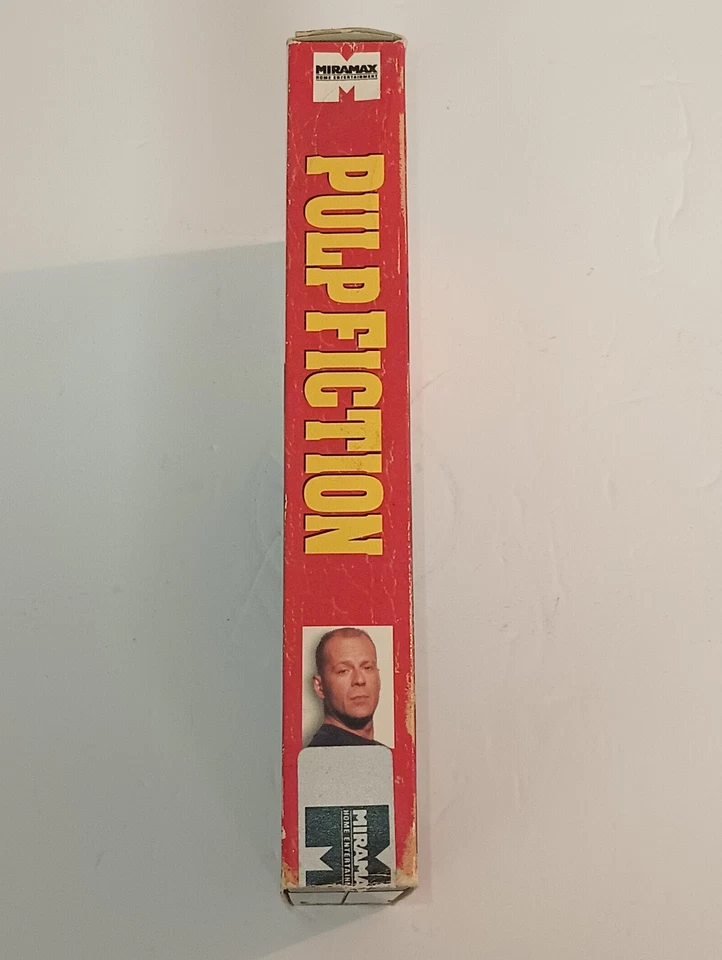 MIRAMAX
HOME ENTERTAINMENT
PULP FICTION
MIRAMAX
HOME ENTERTAIN